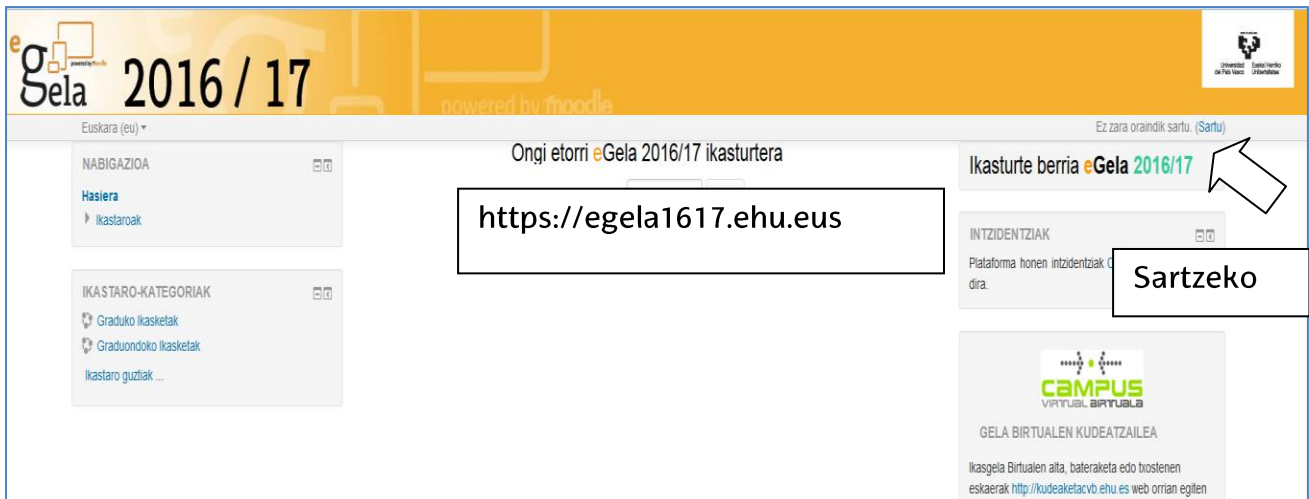 eGela
powered by moodle
2016 / 17
powered by moodle
Universidad
del País Vasco
Euskal Herriko
Unibertsitatea
Euskara (eu)
Ez zara oraindik sartu. (Sartu)
NABIGAZIOA
Hasiera
Ikastaroak
IKASTARO-KATEGORIAK
Graduko Ikasketak
Graduondoko Ikasketak
Ikastaro guztiak ...
Ongi etorri eGela 2016/17 ikasturtera
https://egela1617.ehu.eus
Ikasturte berria eGela 2016/17
INTZIDENTZIAK
Plataforma honen intzidentziak
dira.
Sartzeko
CAMPUS
VIRTUAL BIRTUALA
GELA BIRTUALEN KUDEATZAILEA
Ikasgela Birtualen alta, bateraketa edo txostenen
eskaerak http://kudeaketacvb.ehu.es web orrian egiten